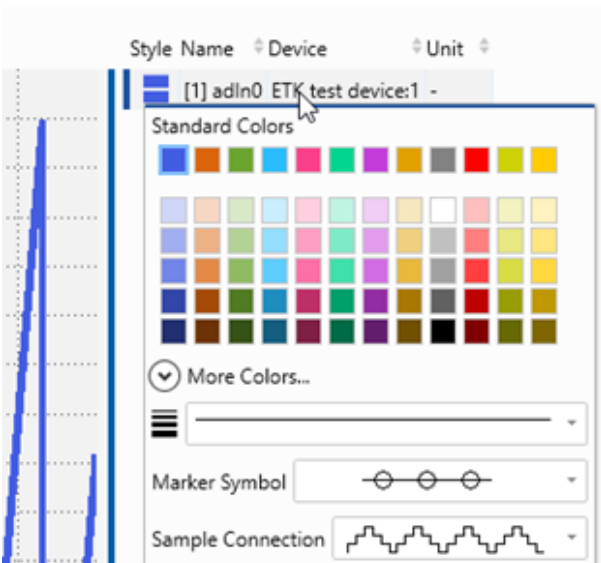 Style Name Device Unit
[1] adIn0 ETK test device:1 -
Standard Colors
More Colors...
Marker Symbol
Sample Connection